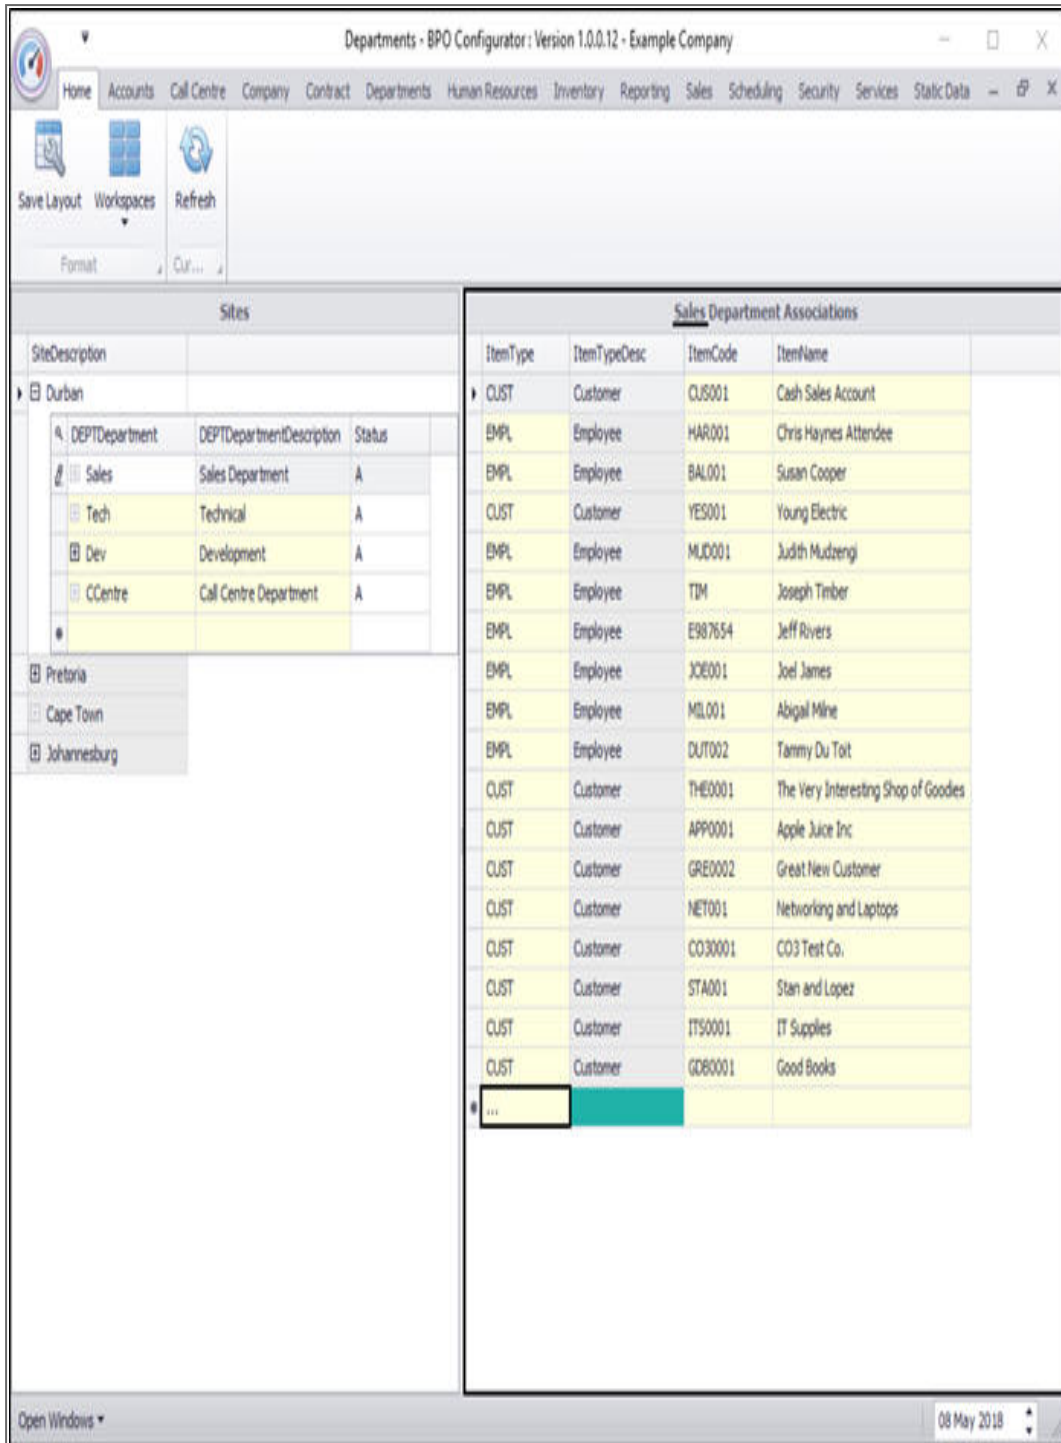 Departments - BPO Configurator : Version 1.0.0.12 - Example Company
Home Accounts Call Centre Company Contract Departments Human Resources Inventory Reporting Sales Scheduling Security Services Static Data
Save Layout Workspaces Refresh
Format Cur...
Sites
SiteDescription
Durban
DEPTDepartment DEPTDepartmentDescription Status
Sales Sales Department A
Tech Technical A
Dev Development A
CCentre Call Centre Department A
Pretoria
Cape Town
Johannesburg
Sales Department Associations
ItemType ItemTypeDesc ItemCode ItemName
CUST Customer CUS001 Cash Sales Account
EMPL Employee HAR001 Chris Haynes Attendee
EMPL Employee BAL001 Susan Cooper
CUST Customer YES001 Young Electric
EMPL Employee MUD001 Judith Mudzengi
EMPL Employee TIM Joseph Timber
EMPL Employee E987654 Jeff Rivers
EMPL Employee JOE001 Joel James
EMPL Employee MIL001 Abigail Milne
EMPL Employee DUT002 Tammy Du Toit
CUST Customer THE0001 The Very Interesting Shop of Goodies
CUST Customer APP0001 Apple Juice Inc
CUST Customer GRE0002 Great New Customer
CUST Customer NET001 Networking and Laptops
CUST Customer CO30001 CO3 Test Co.
CUST Customer STA001 Stan and Lopez
CUST Customer ITS0001 IT Supplies
CUST Customer GDB0001 Good Books
...
Open Windows
08 May 2018